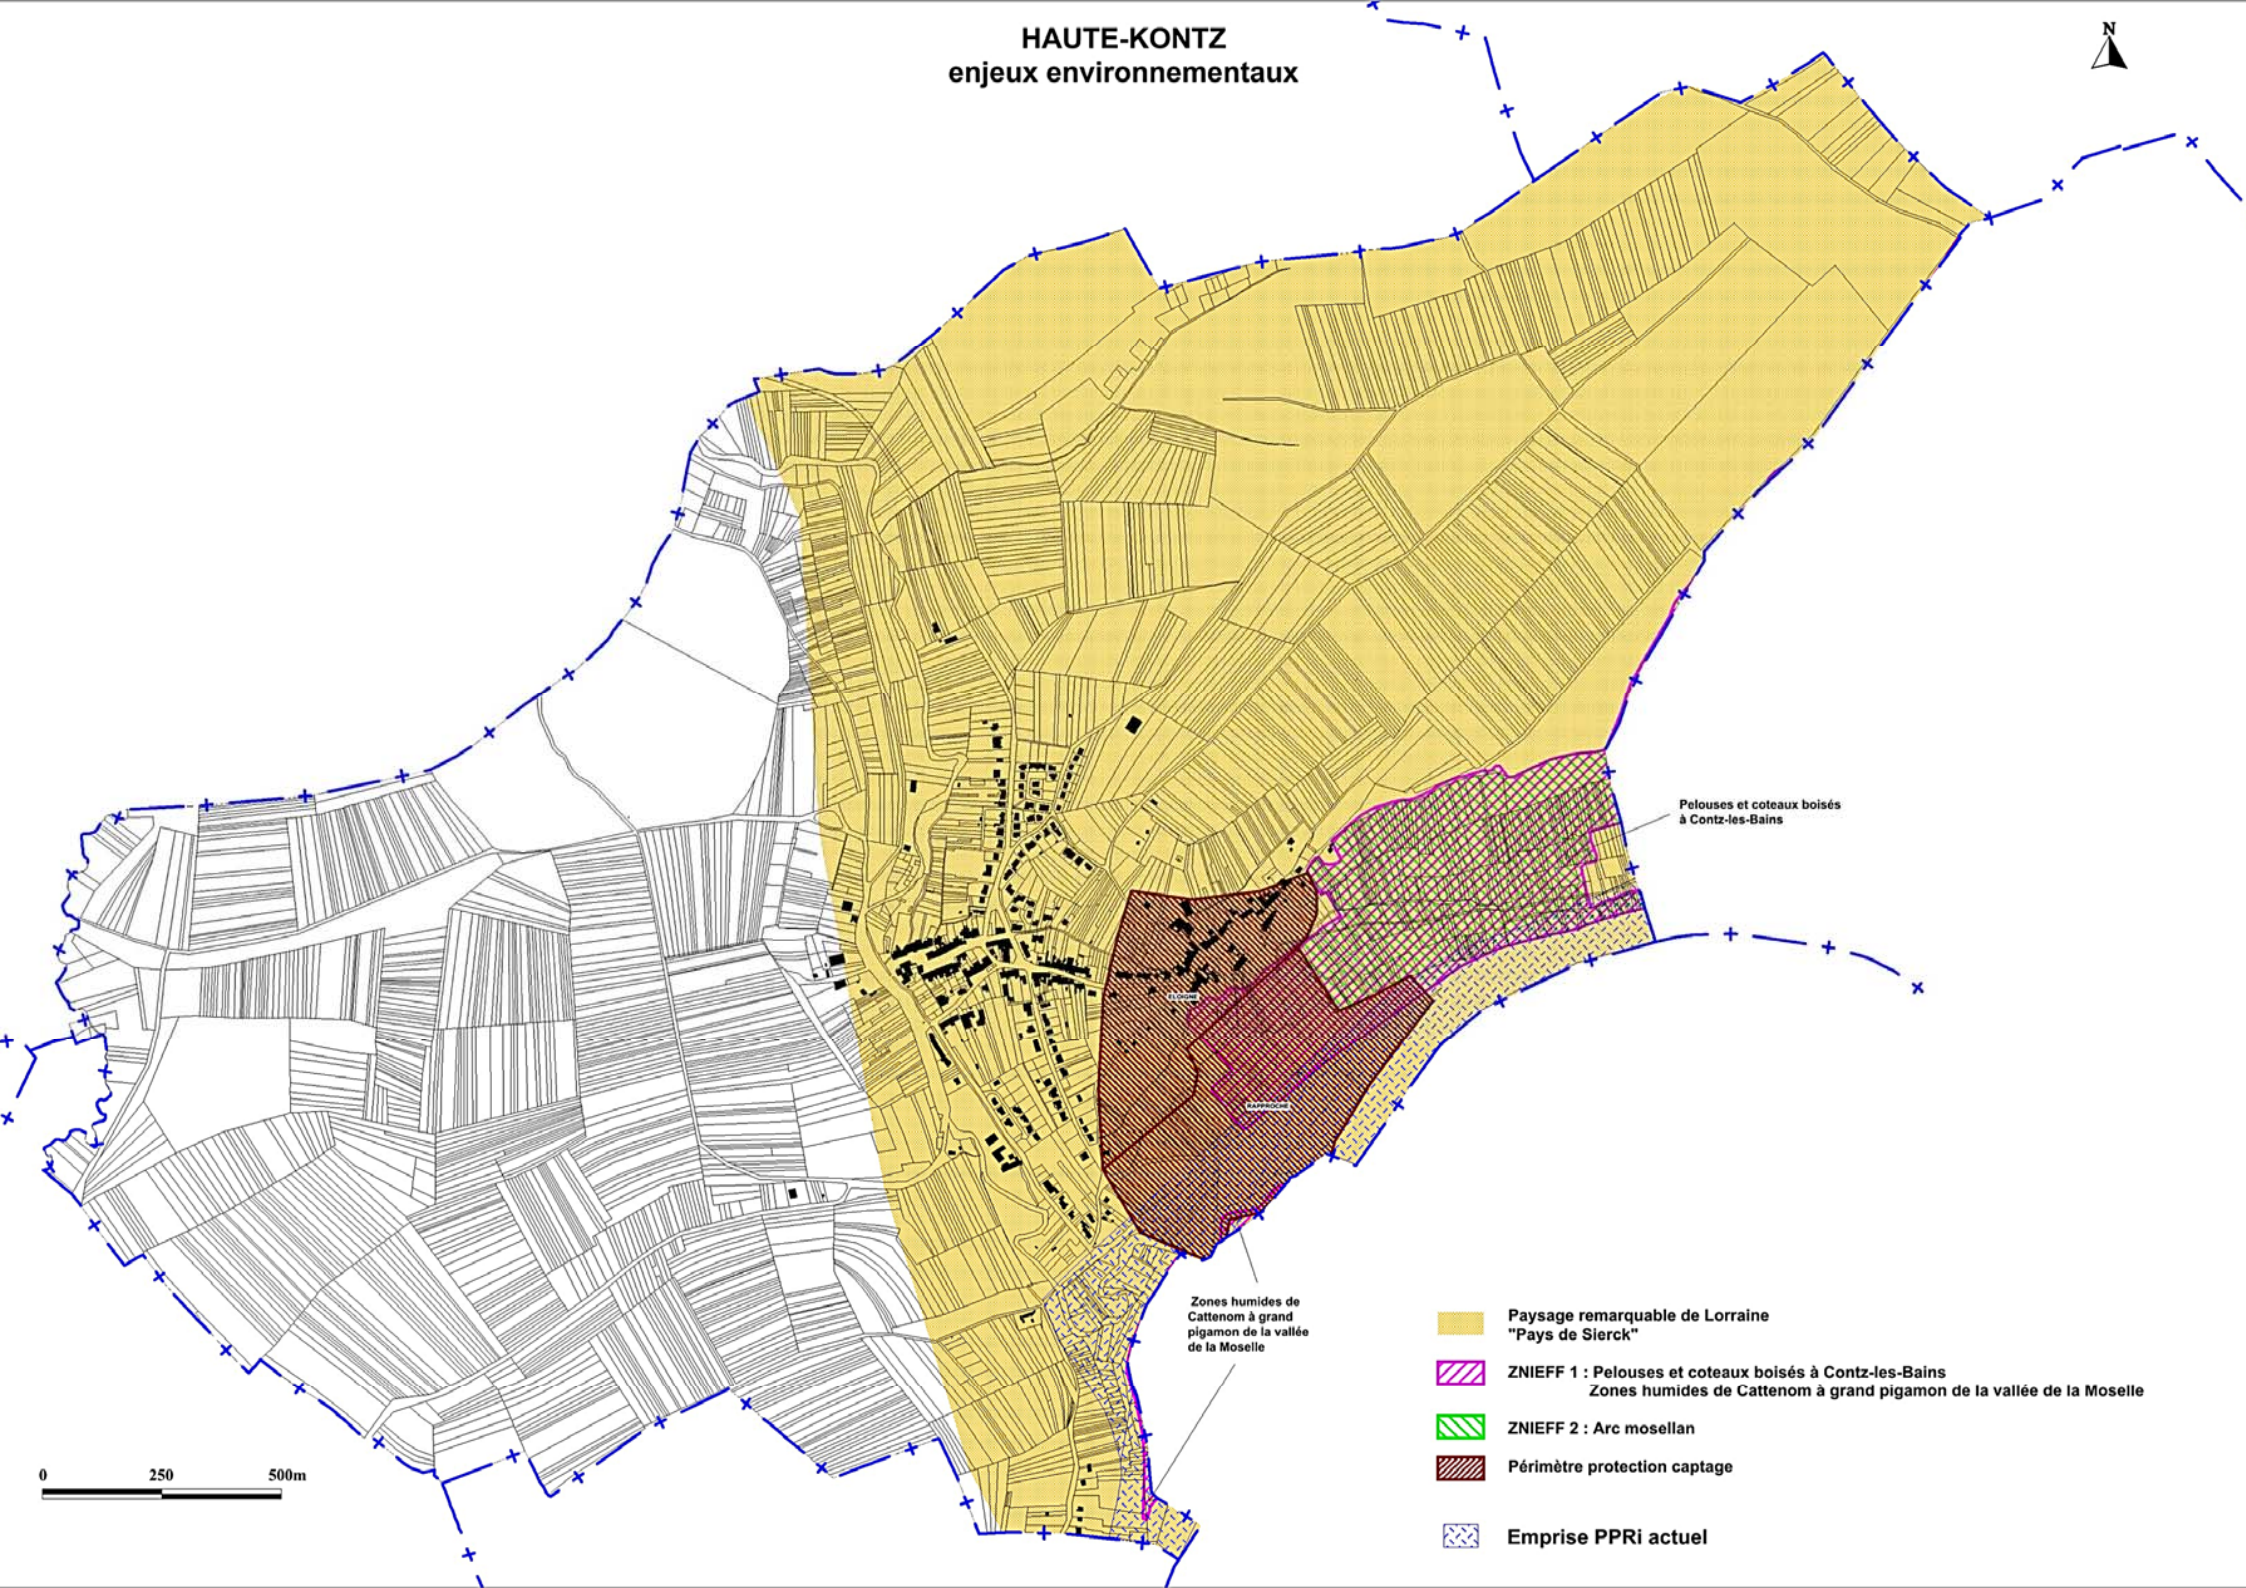 HAUTE-KONTZ
enjeux environnementaux
N
Pelouses et coteaux boisés
à Contz-les-Bains
ELOIGNE
RAPPROCHE
Zones humides de
Cattenom à grand
pigamon de la vallée
de la Moselle
Paysage remarquable de Lorraine
"Pays de Sierck"
ZNIEFF 1 : Pelouses et coteaux boisés à Contz-les-Bains
Zones humides de Cattenom à grand pigamon de la vallée de la Moselle
ZNIEFF 2 : Arc mosellan
Périmètre protection captage
Emprise PPRi actuel
0 250 500m